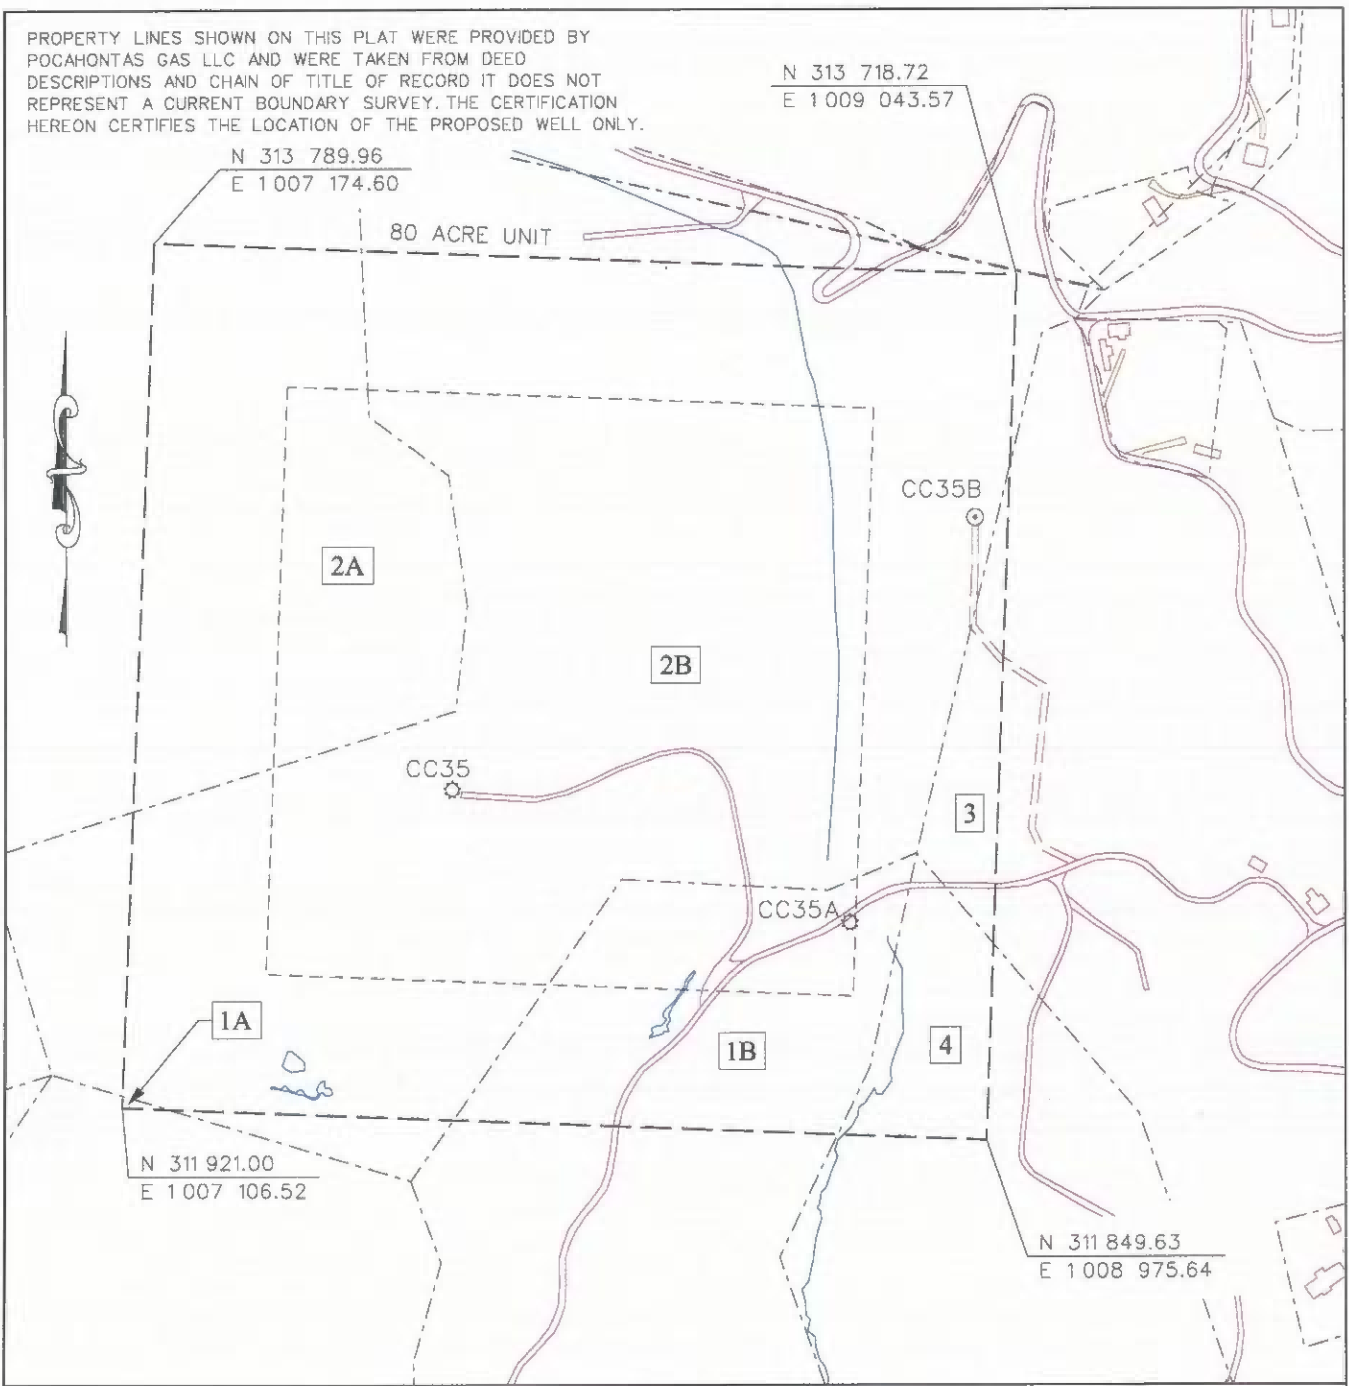 PROPERTY LINES SHOWN ON THIS PLAT WERE PROVIDED BY
POCAHONTAS GAS LLC AND WERE TAKEN FROM DEED
DESCRIPTIONS AND CHAIN OF TITLE OF RECORD IT DOES NOT
REPRESENT A CURRENT BOUNDARY SURVEY. THE CERTIFICATION
HEREON CERTIFIES THE LOCATION OF THE PROPOSED WELL ONLY.
N 313 718.72
E 1 009 043.57
N 313 789.96
E 1 007 174.60
80 ACRE UNIT
CC35B
2A
2B
CC35
3
CC35A
1A
1B
4
N 311 921.00
E 1 007 106.52
N 311 849.63
E 1 008 975.64